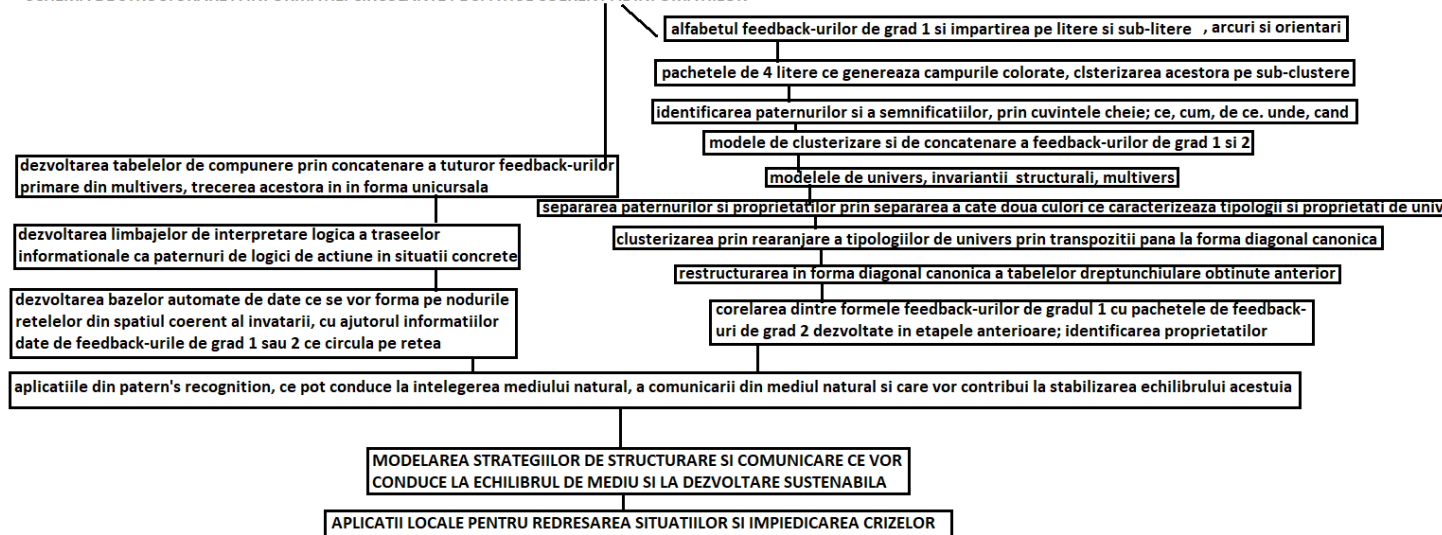 alfabetul feedback-urilor de grad 1 si impartirea pe litere si sub-litere , arcuri si orientari
pachetele de 4 litere ce genereaza campurile colorate, clsterizarea acestora pe sub-clustere
identificarea paternurilor si a semnificatiilor, prin cuvintele cheie; ce, cum, de ce. unde, cand
modele de clusterizare si de concatenare a feedback-urilor de grad 1 si 2
modelele de univers, invariantii structurali, multivers
separarea paternurilor si proprietatilor prin separarea a cate doua culori ce caracterizeaza tipologii si proprietati de univ
clusterizarea prin rearanjare a tipologiilor de univers prin transpozitii pana la forma diagonal canonica
restructurarea in forma diagonal canonica a tabelelor dreptunchiulare obtinute anterior
corelarea dintre formele feedback-urilor de gradul 1 cu pachetele de feedback-
uri de grad 2 dezvoltate in etapele anterioare; identificarea proprietatilor
dezvoltarea tabelelor de compunere prin concatenare a tuturor feedback-urilor
primare din multivers, trecerea acestora in in forma unicursala
dezvoltarea limbajelor de interpretare logica a traseelor
informationale ca paternuri de logici de actiune in situatii concrete
dezvoltarea bazelor automate de date ce se vor forma pe nodurile
retelelor din spatiul coerent al invatarii, cu ajutorul informatiilor
date de feedback-urile de grad 1 sau 2 ce circula pe retea
aplicatiile din patern's recognition, ce pot conduce la intelegerea mediului natural, a comunicarii din mediul natural si care vor contribui la stabilizarea echilibrului acestuia
MODELAREA STRATEGIILOR DE STRUCTURARE SI COMUNICARE CE VOR
CONDUCE LA ECHILIBRUL DE MEDIU SI LA DEZVOLTARE SUSTENABILA
APLICATII LOCALE PENTRU REDRESAREA SITUATIILOR SI IMPIEDICAREA CRIZELOR